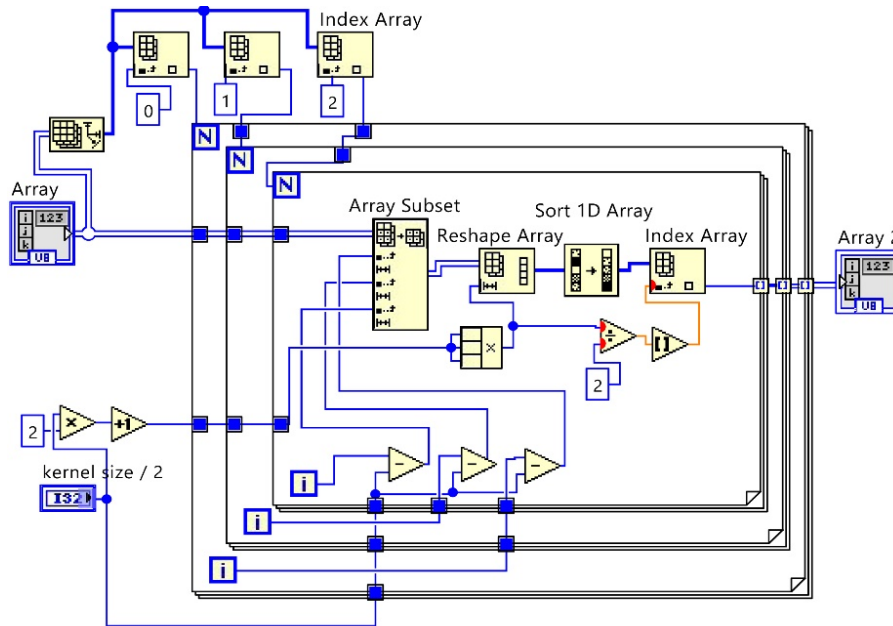 Index Array
0
1
2
N
N
N
Array
i
j
k
123
U8
Array Subset
Reshape Array
Sort 1D Array
Index Array
Array 2
i
j
k
123
U8
x
÷
[ ]
2
2
x
+1
kernel size / 2
I32
-
-
-
i
i
i